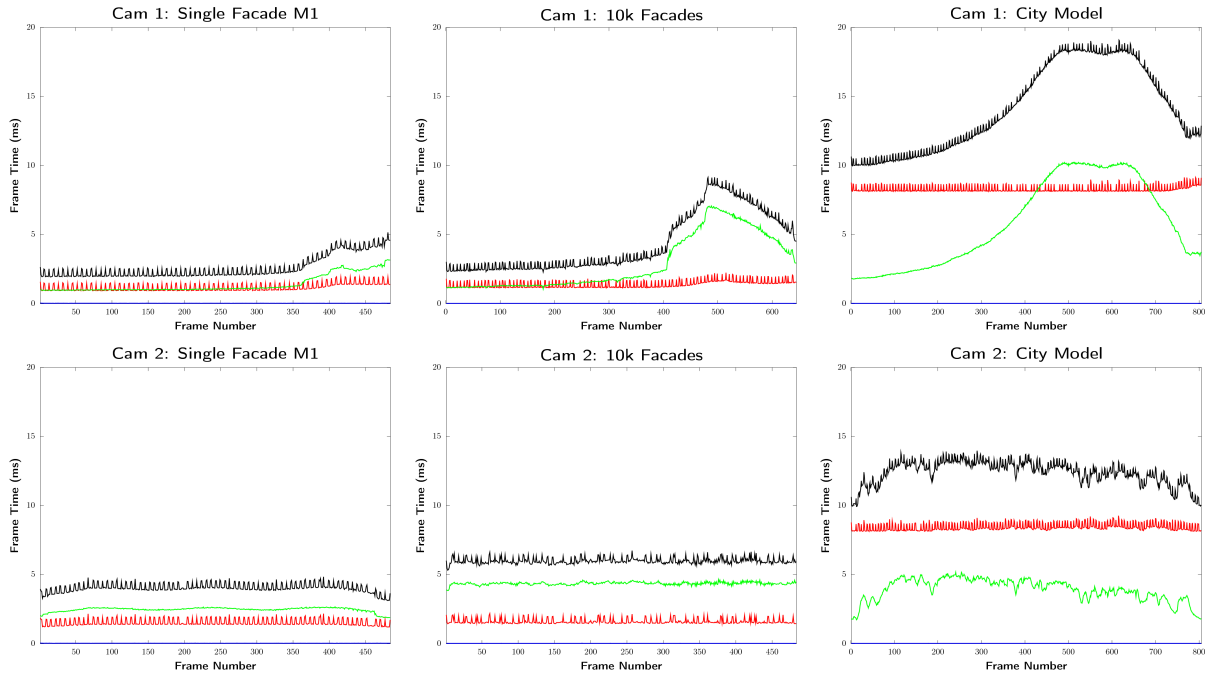 Cam 1: Single Facade M1
20
15
10
5
0
50 100 150 200 250 300 350 400 450
Frame Time (ms)
Frame Number
Cam 1: 10k Facades
20
15
10
5
0
100 200 300 400 500 600
Frame Time (ms)
Frame Number
Cam 1: City Model
20
15
10
5
0
0 100 200 300 400 500 600 700 800
Frame Time (ms)
Frame Number
Cam 2: Single Facade M1
20
15
10
5
0
50 100 150 200 250 300 350 400 450
Frame Time (ms)
Frame Number
Cam 2: 10k Facades
20
15
10
5
0
50 100 150 200 250 300 350 400 450
Frame Time (ms)
Frame Number
Cam 2: City Model
20
15
10
5
0
0 100 200 300 400 500 600 700 800
Frame Time (ms)
Frame Number